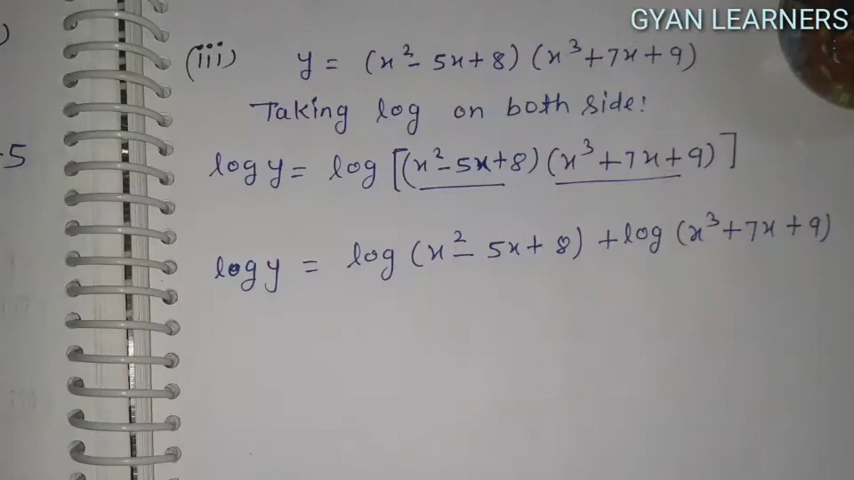 GYAN LEARNERS
(iii) y = (x² - 5x + 8) (x³ + 7x + 9)
Taking log on both side:
log y = log [(x² - 5x + 8) (x³ + 7x + 9)]
-5
log y = log (x² - 5x + 8) + log (x³ + 7x + 9)